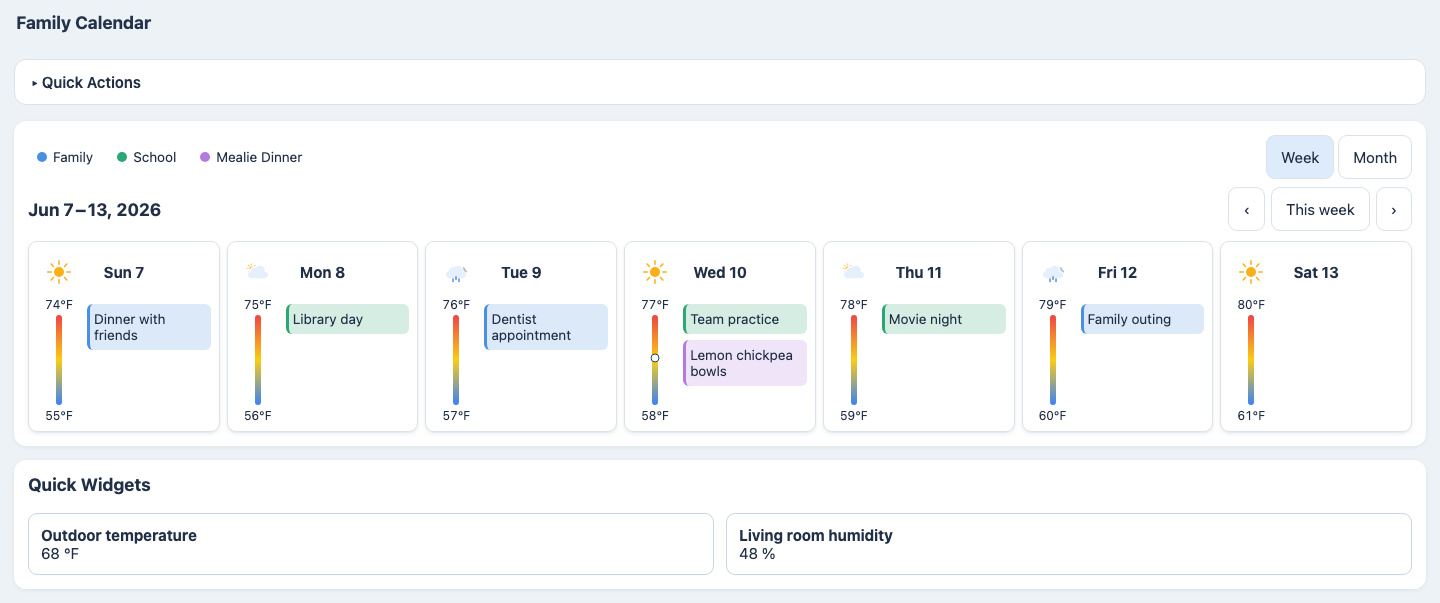 Family Calendar
▸ Quick Actions
Family School Mealie Dinner
Week Month
Jun 7–13, 2026
‹ This week ›
Sun 7
74°F
Dinner with
friends
55°F
Mon 8
75°F
Library day
56°F
Tue 9
76°F
Dentist
appointment
57°F
Wed 10
77°F
Team practice
Lemon chickpea
bowls
58°F
Thu 11
78°F
Movie night
59°F
Fri 12
79°F
Family outing
60°F
Sat 13
80°F
61°F
Quick Widgets
Outdoor temperature
68 °F
Living room humidity
48 %